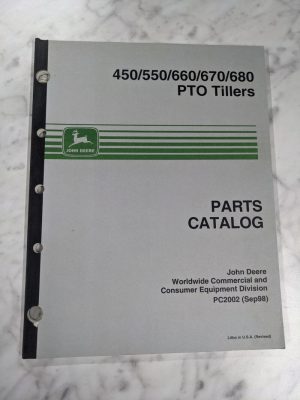 450/550/660/670/680
PTO Tillers
JOHN DEERE
PARTS
CATALOG
John Deere
Worldwide Commercial and
Consumer Equipment Division
PC2002 (Sep98)
Litho in U.S.A. (Revised)